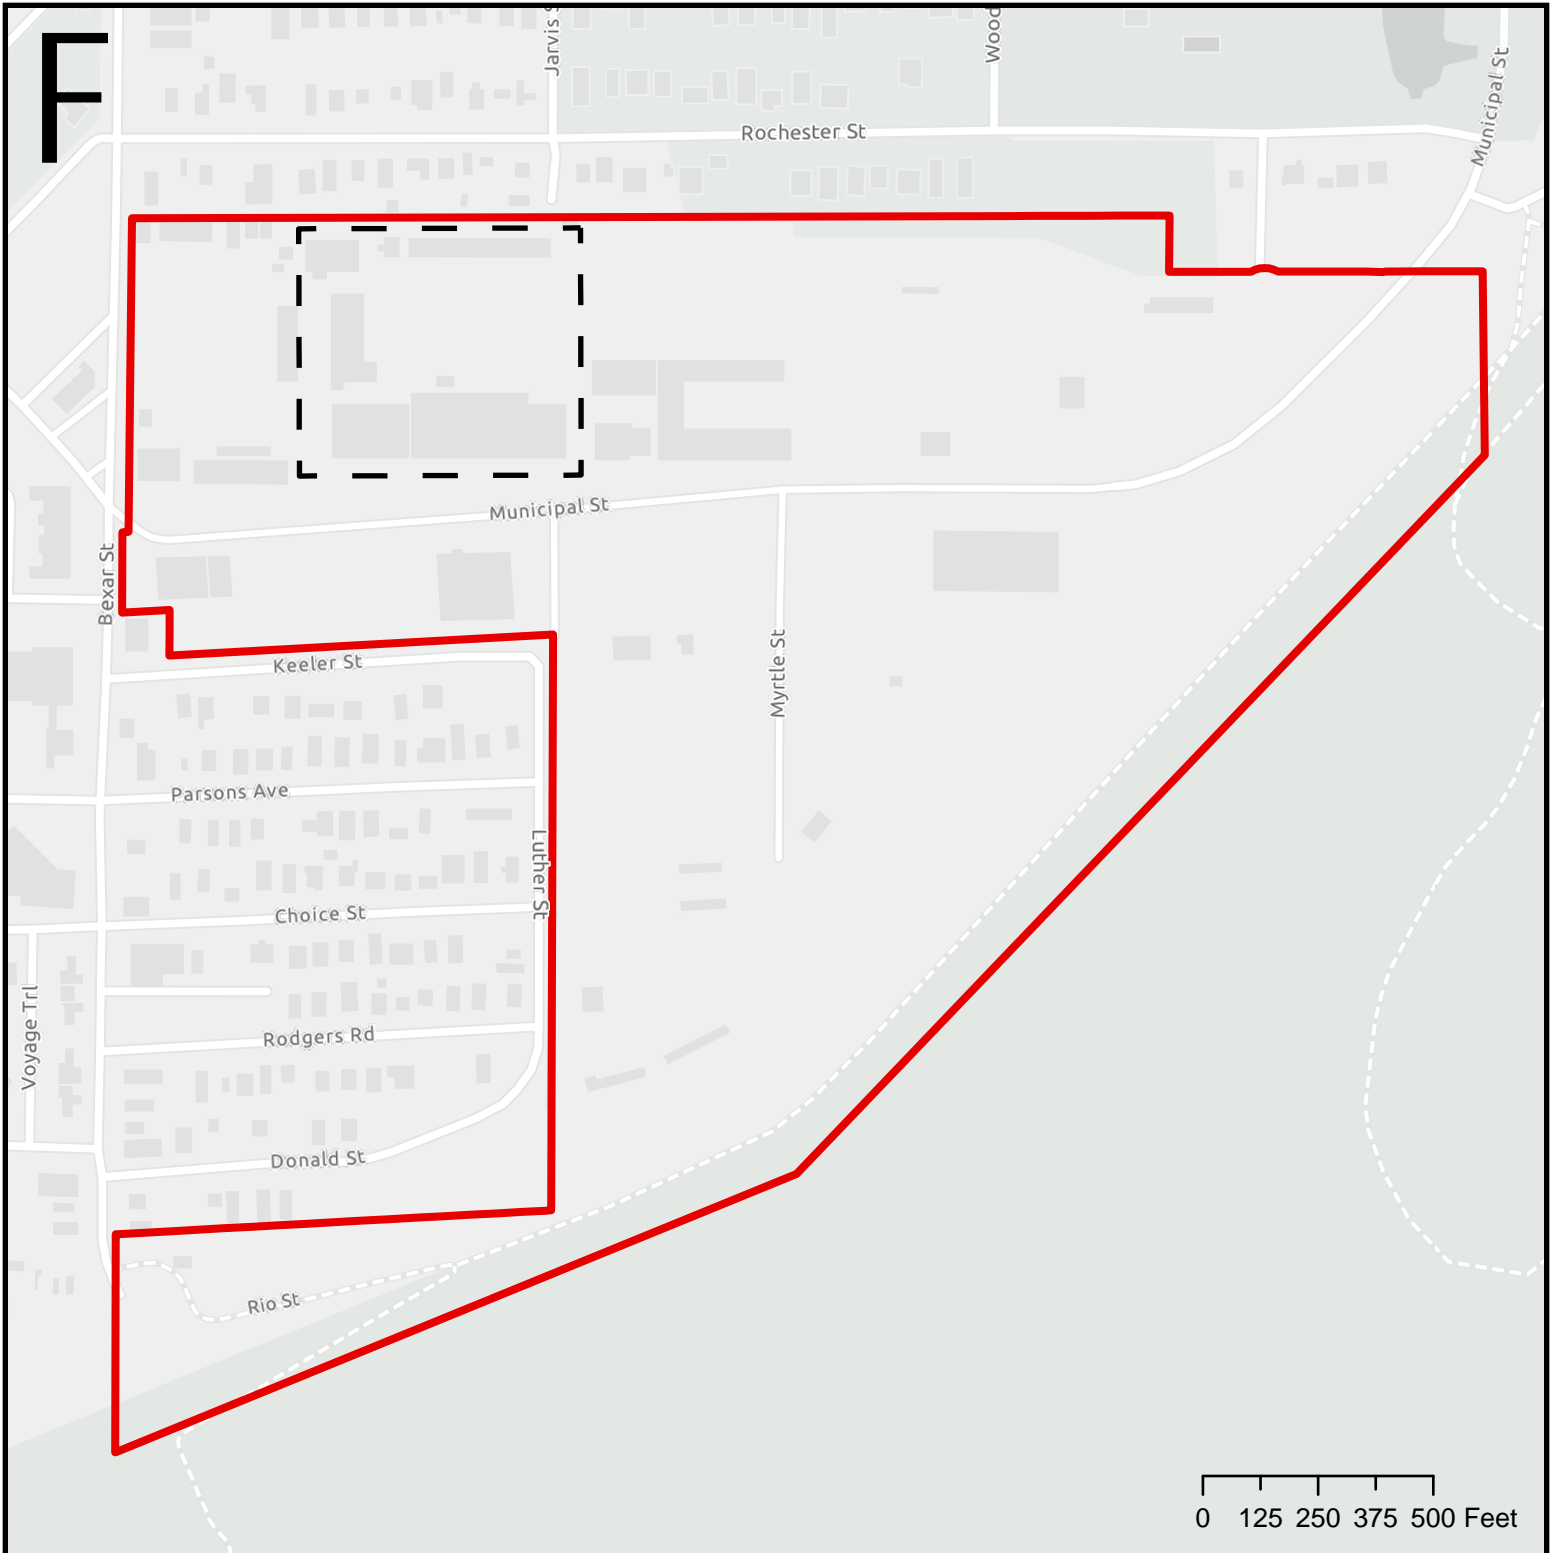 F
Jarvis S
Wood
Municipal St
Rochester St
Municipal St
Bexar St
Keeler St
Myrtle St
Parsons Ave
Luther St
Choice St
Voyage Trl
Rodgers Rd
Donald St
Rio St
0 125 250 375 500 Feet